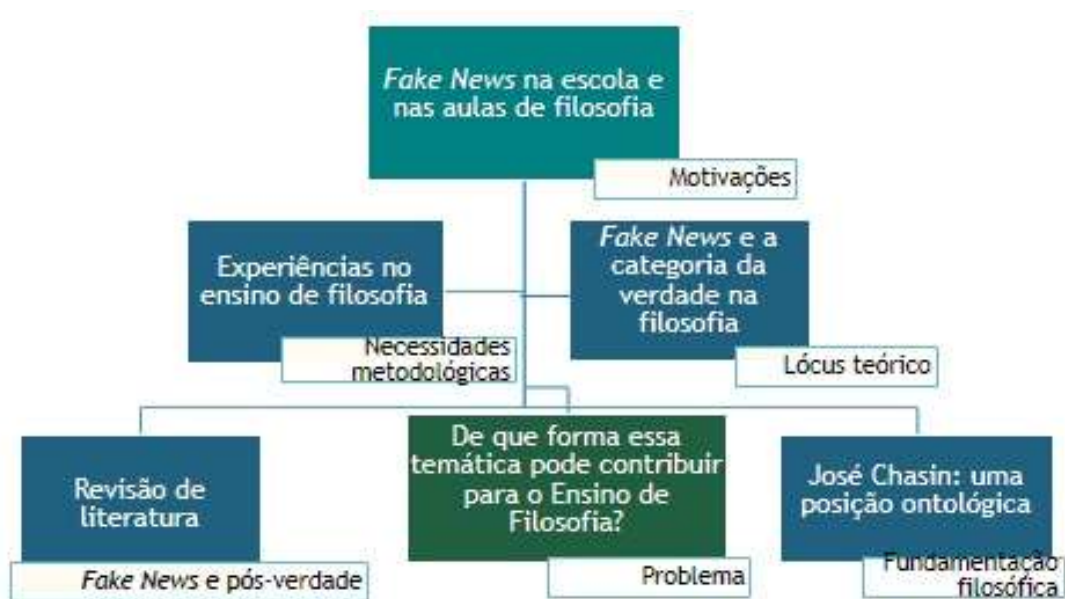 Fake News na escola e
nas aulas de filosofia
Motivações
Experiências no
ensino de filosofia
Necessidades
metodológicas
Fake News e a
categoria da
verdade na
filosofia
Lócus teórico
Revisão de
literatura
Fake News e pós-verdade
De que forma essa
temática pode contribuir
para o Ensino de
Filosofia?
Problema
José Chasin: uma
posição ontológica
Fundamentação
filosófica